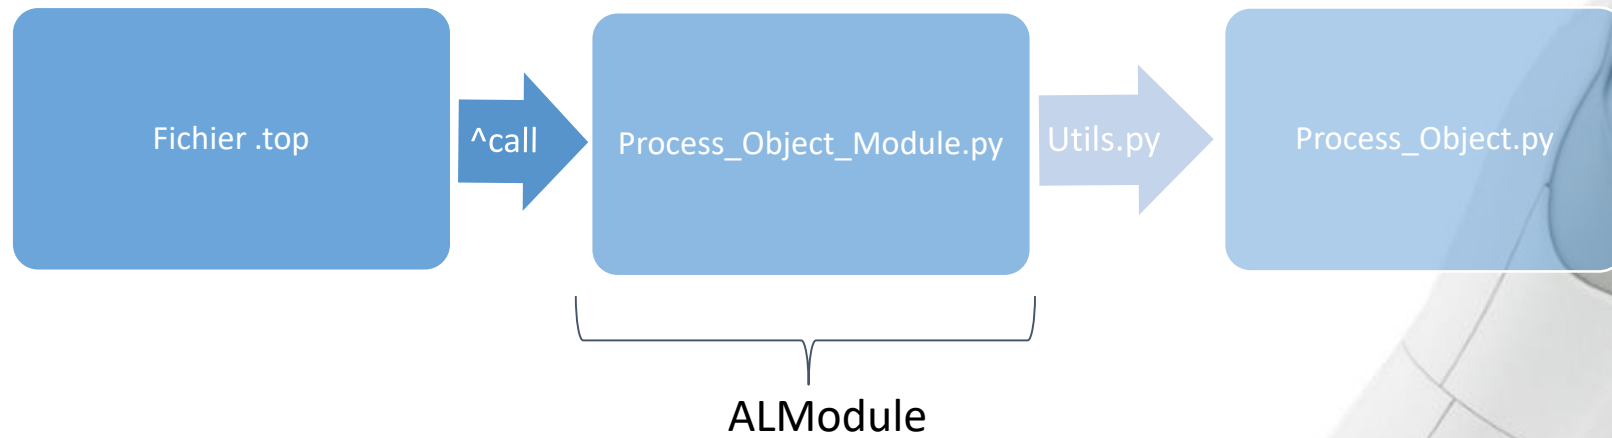 Fichier .top
^call
Process_Object_Module.py
Utils.py
Process_Object.py
ALModule